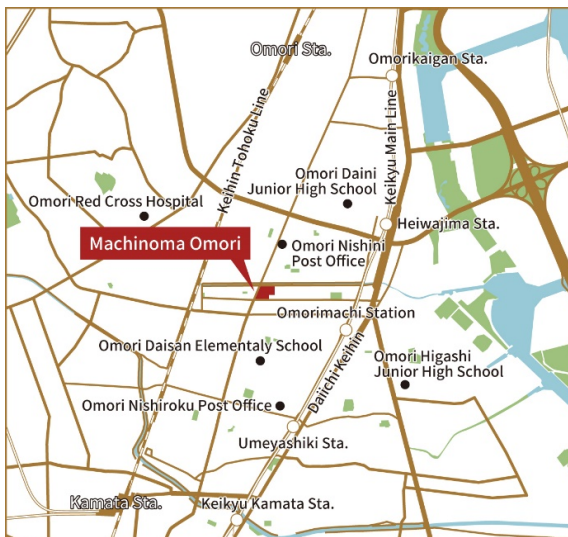 Omori Sta.
Omorikaigan Sta.
Keihin-Tohoku Line
Keikyu Main Line
Omori Daini
Junior High School
Omori Red Cross Hospital
Heiwajima Sta.
Machinoma Omori
Omori Nishini
Post Office
Omorimachi Station
Omori Daisan Elementaly School
Daiichi Keihin
Omori Higashi
Junior High School
Omori Nishiroku Post Office
Umeyashiki Sta.
Kamata Sta.
Keikyu Kamata Sta.